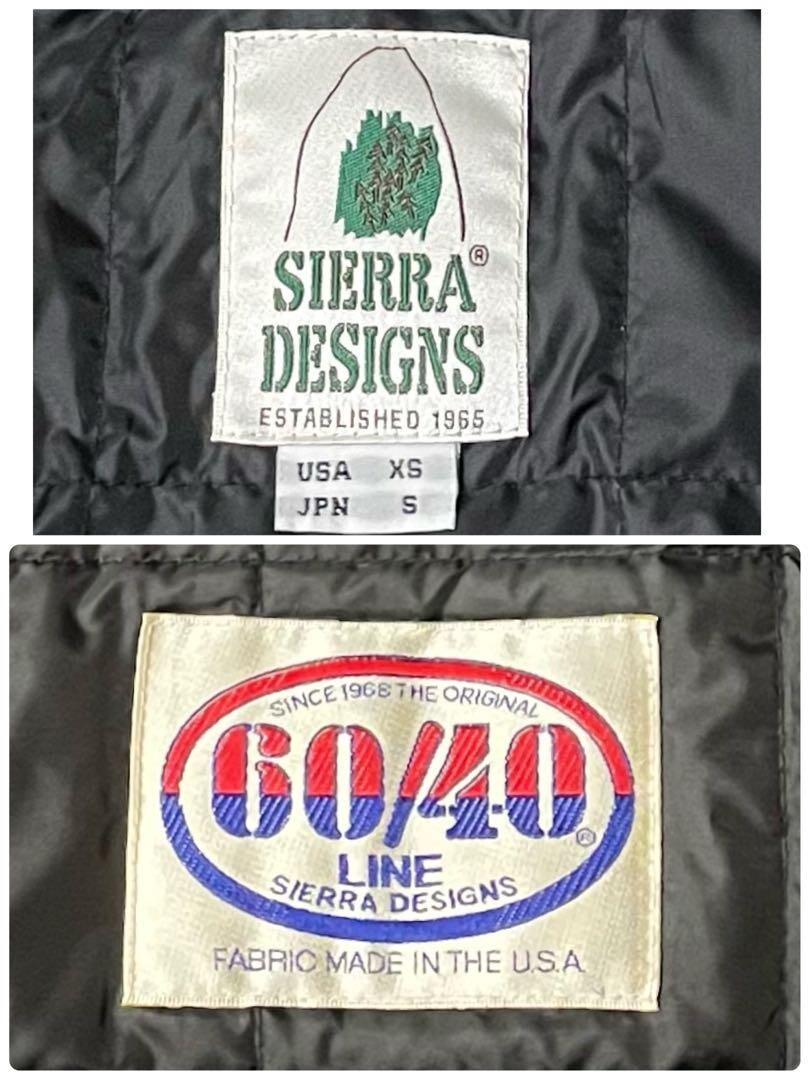 SIERRA®
DESIGNS
ESTABLISHED 1965
USA XS
JPN S
SINCE 1968 THE ORIGINAL
60/40®
LINE
SIERRA DESIGNS
FABRIC MADE IN THE U.S.A.